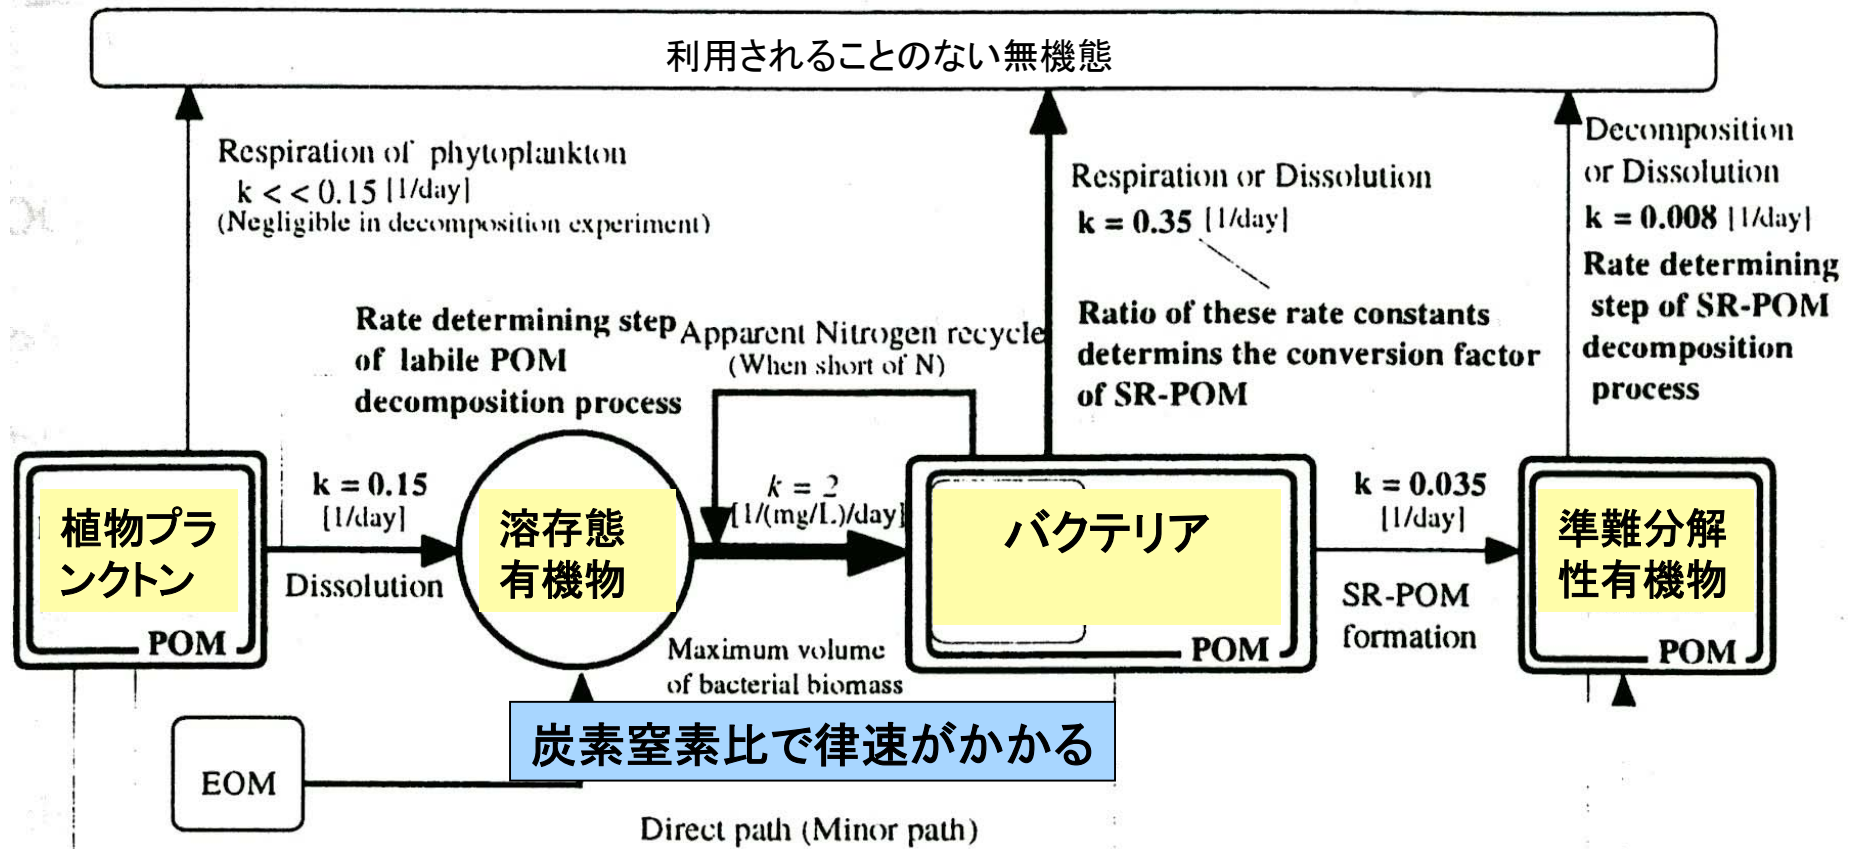 利用されることのない無機態
Respiration of phytoplankton
k << 0.15 [1/day]
(Negligible in decomposition experiment)
Respiration or Dissolution
k = 0.35 [1/day]
Decomposition
or Dissolution
k = 0.008 [1/day]
Rate determining
step of SR-POM
decomposition
process
Rate determining step
of labile POM
decomposition process
Apparent Nitrogen recycle
(When short of N)
Ratio of these rate constants
determins the conversion factor
of SR-POM
植物プラ
ンクトン
POM
k = 0.15
[1/day]
Dissolution
溶存態
有機物
k = 2
[1/(mg/L)/day]
Maximum volume
of bacterial biomass
バクテリア
POM
k = 0.035
[1/day]
SR-POM
formation
準難分解
性有機物
POM
炭素窒素比で律速がかかる
EOM
Direct path (Minor path)